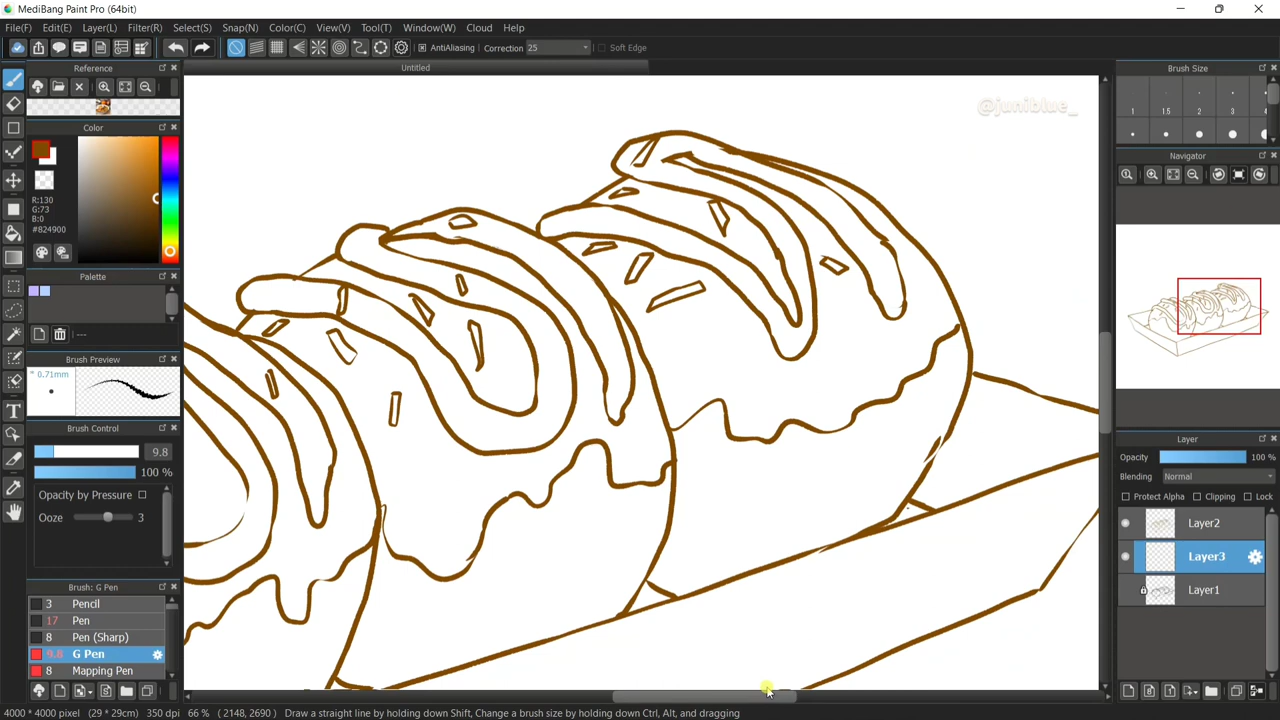 MediBang Paint Pro (64bit)
File(F) Edit(E) Layer(L) Filter(R) Select(S) Snap(N) Color(C) View(V) Tool(T) Window(W) Cloud Help
AntiAliasing Correction 25 Soft Edge
Reference
Untitled
Brush Size
@juniblue_
1 1.5 2 3 4
Color
Navigator
R:130
G:73
B:0
#824900
Palette
---
Brush Preview
* 0.71mm
Brush Control
9.8
100 %
Opacity by Pressure
Ooze 3
Layer
Opacity 100 %
Blending Normal
Protect Alpha Clipping Lock
Layer2
Layer3
Layer1
Brush: G Pen
3 Pencil
17 Pen
8 Pen (Sharp)
9.8 G Pen
8 Mapping Pen
4000 * 4000 pixel (29 * 29cm) 350 dpi 66 % ( 2148, 2690 ) Draw a straight line by holding down Shift, Change a brush size by holding down Ctrl, Alt, and dragging